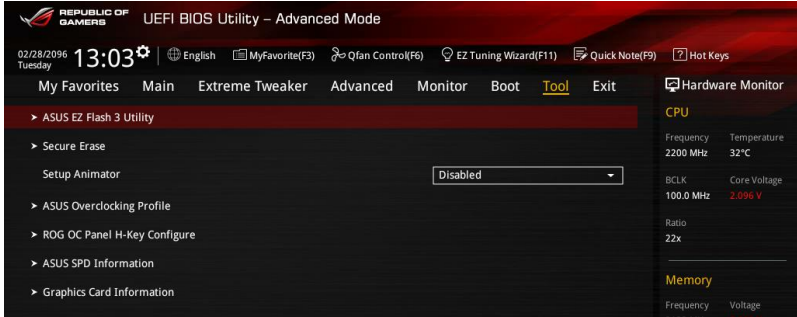 REPUBLIC OF
GAMERS
UEFI BIOS Utility – Advanced Mode
02/28/2096
Tuesday
13:03
English
MyFavorite(F3)
Qfan Control(F6)
EZ Tuning Wizard(F11)
Quick Note(F9)
? Hot Keys
My Favorites Main Extreme Tweaker Advanced Monitor Boot Tool Exit
Hardware Monitor
> ASUS EZ Flash 3 Utility
> Secure Erase
Setup Animator Disabled
> ASUS Overclocking Profile
> ROG OC Panel H-Key Configure
> ASUS SPD Information
> Graphics Card Information
CPU
Frequency Temperature
2200 MHz 32°C
BCLK Core Voltage
100.0 MHz 2.096 V
Ratio
22x
Memory
Frequency Voltage